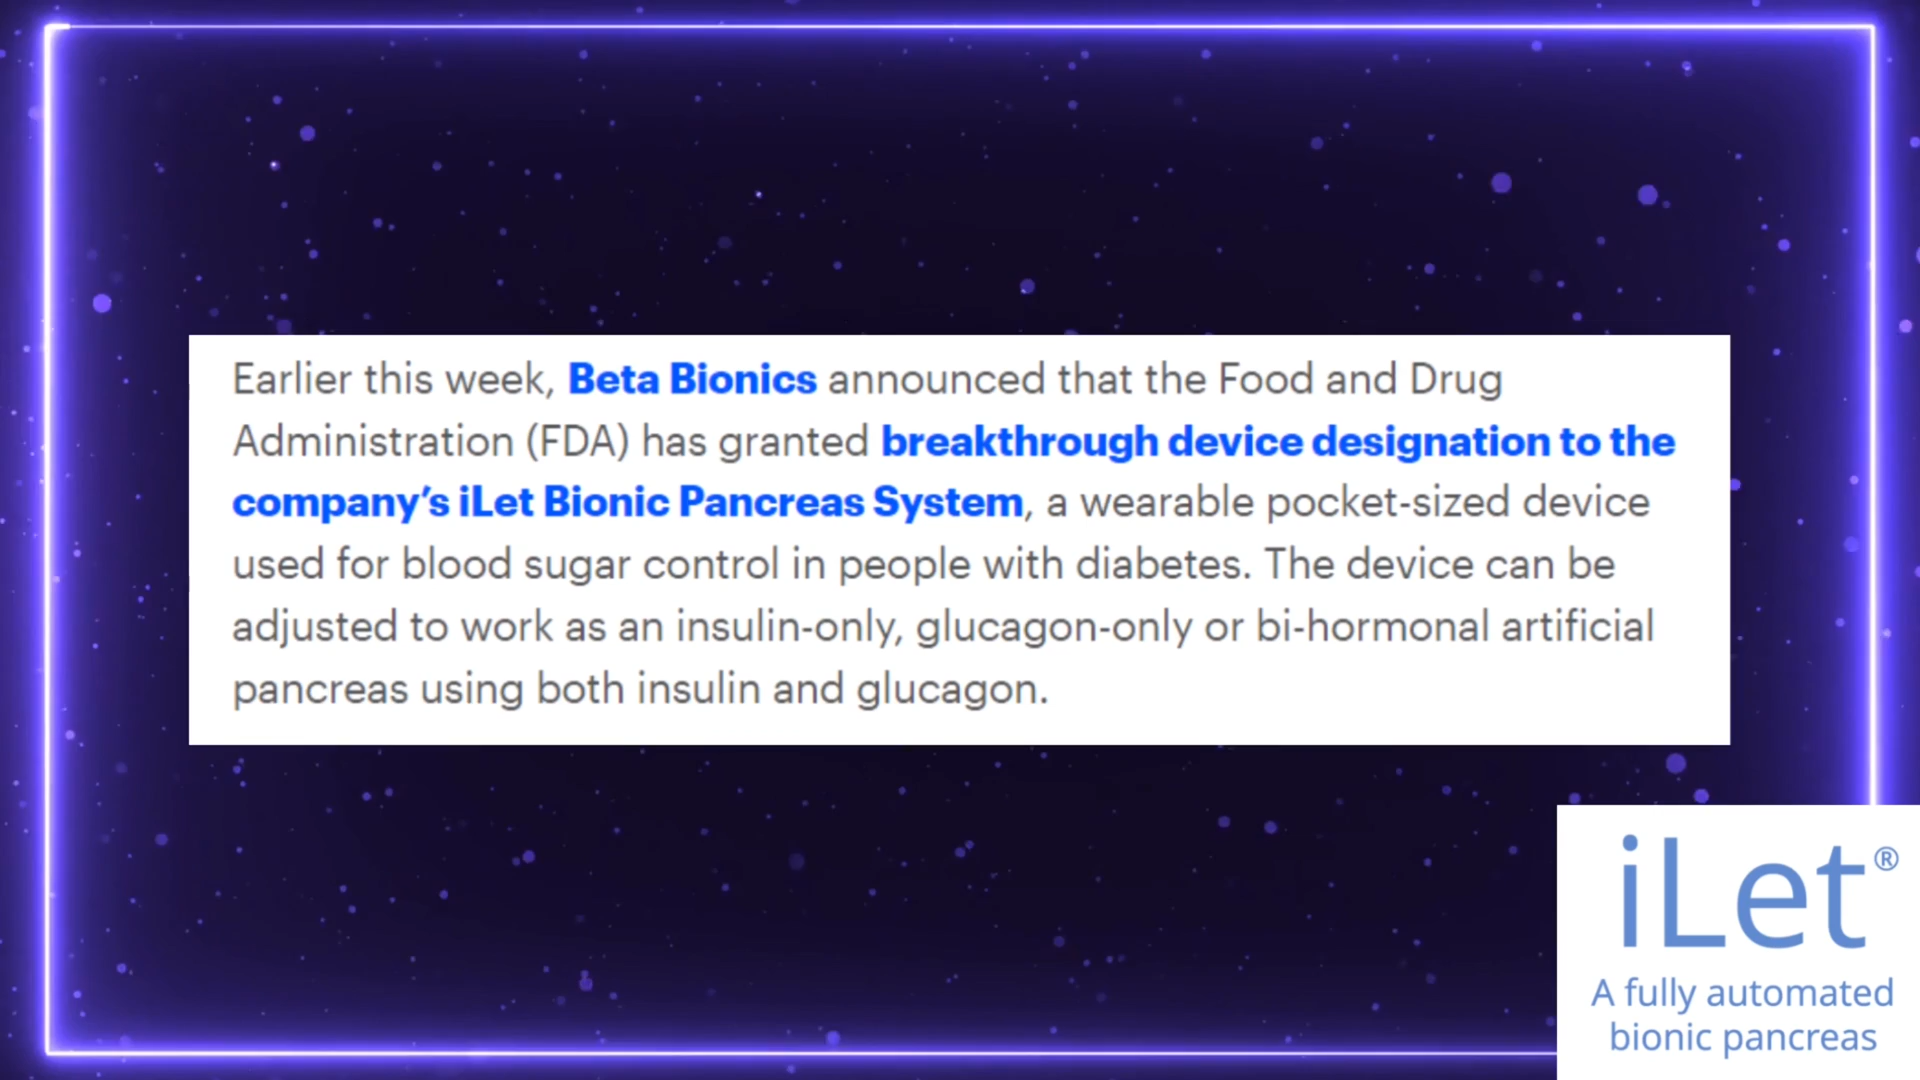 Earlier this week, Beta Bionics announced that the Food and Drug
Administration (FDA) has granted breakthrough device designation to the
company’s iLet Bionic Pancreas System, a wearable pocket-sized device
used for blood sugar control in people with diabetes. The device can be
adjusted to work as an insulin-only, glucagon-only or bi-hormonal artificial
pancreas using both insulin and glucagon.
iLet®
A fully automated
bionic pancreas